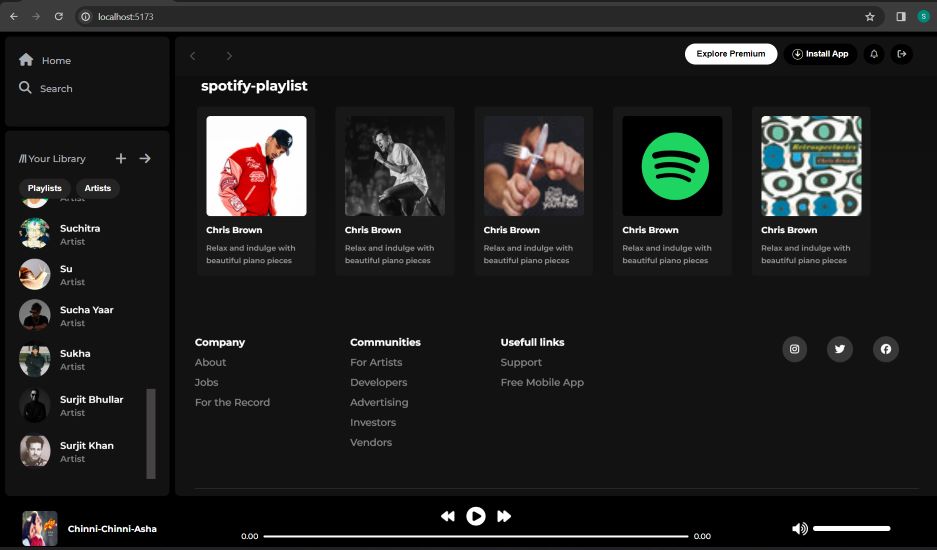 localhost:5173
S
Home
Search
Explore Premium
Install App
Your Library
Playlists
Artists
Artist
Suchitra
Artist
Su
Artist
Sucha Yaar
Artist
Sukha
Artist
Surjit Bhullar
Artist
Surjit Khan
Artist
spotify-playlist
Chris Brown
Relax and indulge with
beautiful piano pieces
Chris Brown
Relax and indulge with
beautiful piano pieces
Chris Brown
Relax and indulge with
beautiful piano pieces
Chris Brown
Relax and indulge with
beautiful piano pieces
Retrospectacles
Chris Brown
Chris Brown
Relax and indulge with
beautiful piano pieces
Company
About
Jobs
For the Record
Communities
For Artists
Developers
Advertising
Investors
Vendors
Usefull links
Support
Free Mobile App
Chinni-Chinni-Asha
0.00
0.00